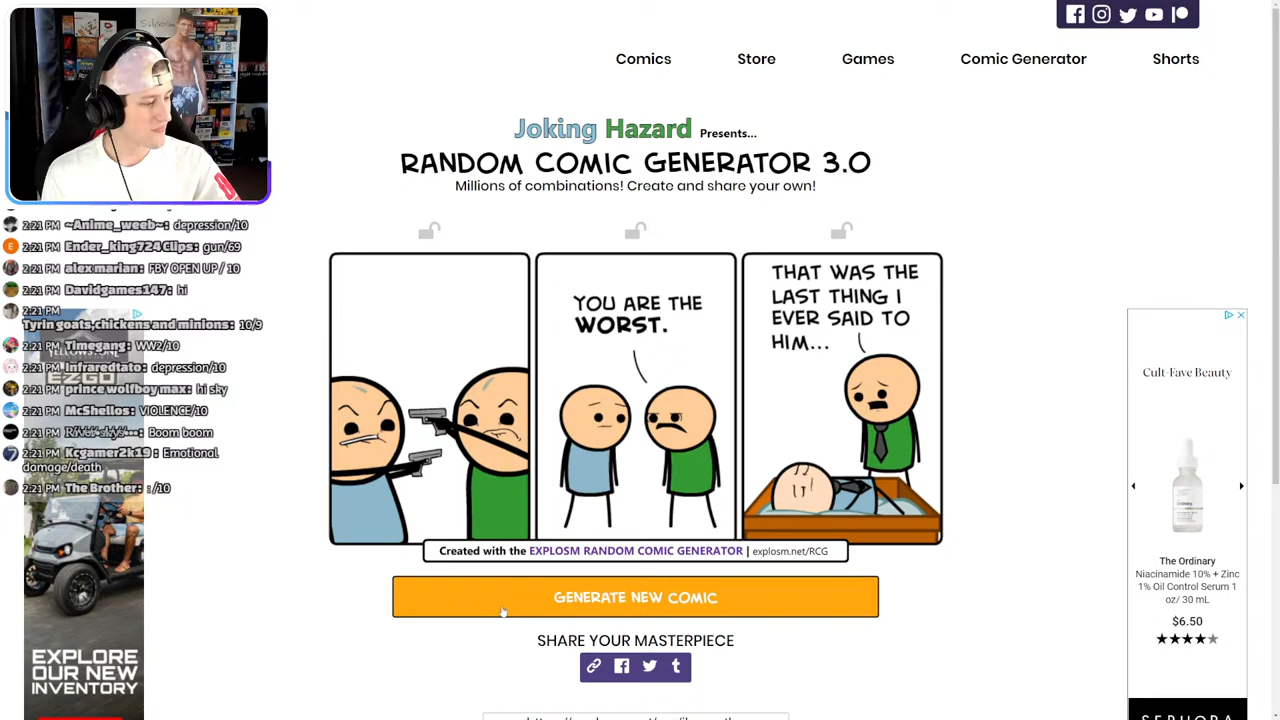 Subscribe
Comics
Store
Games
Comic Generator
Shorts
Joking Hazard Presents...
RANDOM COMIC GENERATOR 3.0
Millions of combinations! Create and share your own!
2:21 PM ~Anime_weeb~: depression/10
2:21 PM Ender_king724 Clips: gun/69
2:21 PM alex marian: FBY OPEN UP / 10
2:21 PM Davidgames147: hi
2:21 PM
Tyrin goats,chickens and minions: 10/9
2:21 PM Timegang: WW2/10
2:21 PM Infraredtato: depression/10
2:21 PM prince wolfboy max: hi sky
2:21 PM McShellos: VIOLENCE/10
2:21 PM
Boom boom
2:21 PM Kcgamer2k19: Emotional
damage/death
2:21 PM The Brother: : /10
EZGO
EXPLORE
OUR NEW
INVENTORY
YOU ARE THE
WORST.
THAT WAS THE
LAST THING I
EVER SAID TO
HIM...
Created with the EXPLOSM RANDOM COMIC GENERATOR | explosm.net/RCG
GENERATE NEW COMIC
SHARE YOUR MASTERPIECE
Cult-Fave Beauty
The Ordinary
Niacinamide 10% + Zinc
1% Oil Control Serum 1
oz/ 30 mL
$6.50
SEPHORA